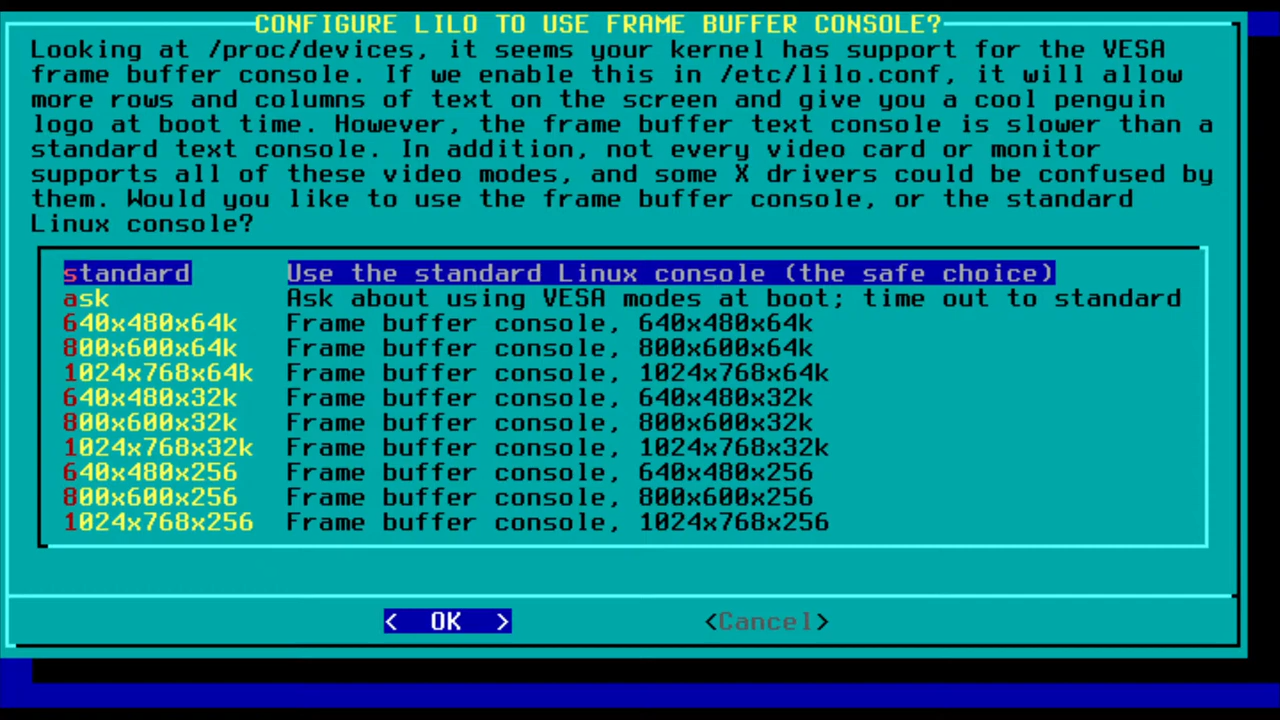 CONFIGURE LILO TO USE FRAME BUFFER CONSOLE?
Looking at /proc/devices, it seems your kernel has support for the VESA
frame buffer console. If we enable this in /etc/lilo.conf, it will allow
more rows and columns of text on the screen and give you a cool penguin
logo at boot time. However, the frame buffer text console is slower than a
standard text console. In addition, not every video card or monitor
supports all of these video modes, and some X drivers could be confused by
them. Would you like to use the frame buffer console, or the standard
Linux console?
standard Use the standard Linux console (the safe choice)
ask Ask about using VESA modes at boot; time out to standard
640x480x64k Frame buffer console, 640x480x64k
800x600x64k Frame buffer console, 800x600x64k
1024x768x64k Frame buffer console, 1024x768x64k
640x480x32k Frame buffer console, 640x480x32k
800x600x32k Frame buffer console, 800x600x32k
1024x768x32k Frame buffer console, 1024x768x32k
640x480x256 Frame buffer console, 640x480x256
800x600x256 Frame buffer console, 800x600x256
1024x768x256 Frame buffer console, 1024x768x256
< OK > <Cancel>